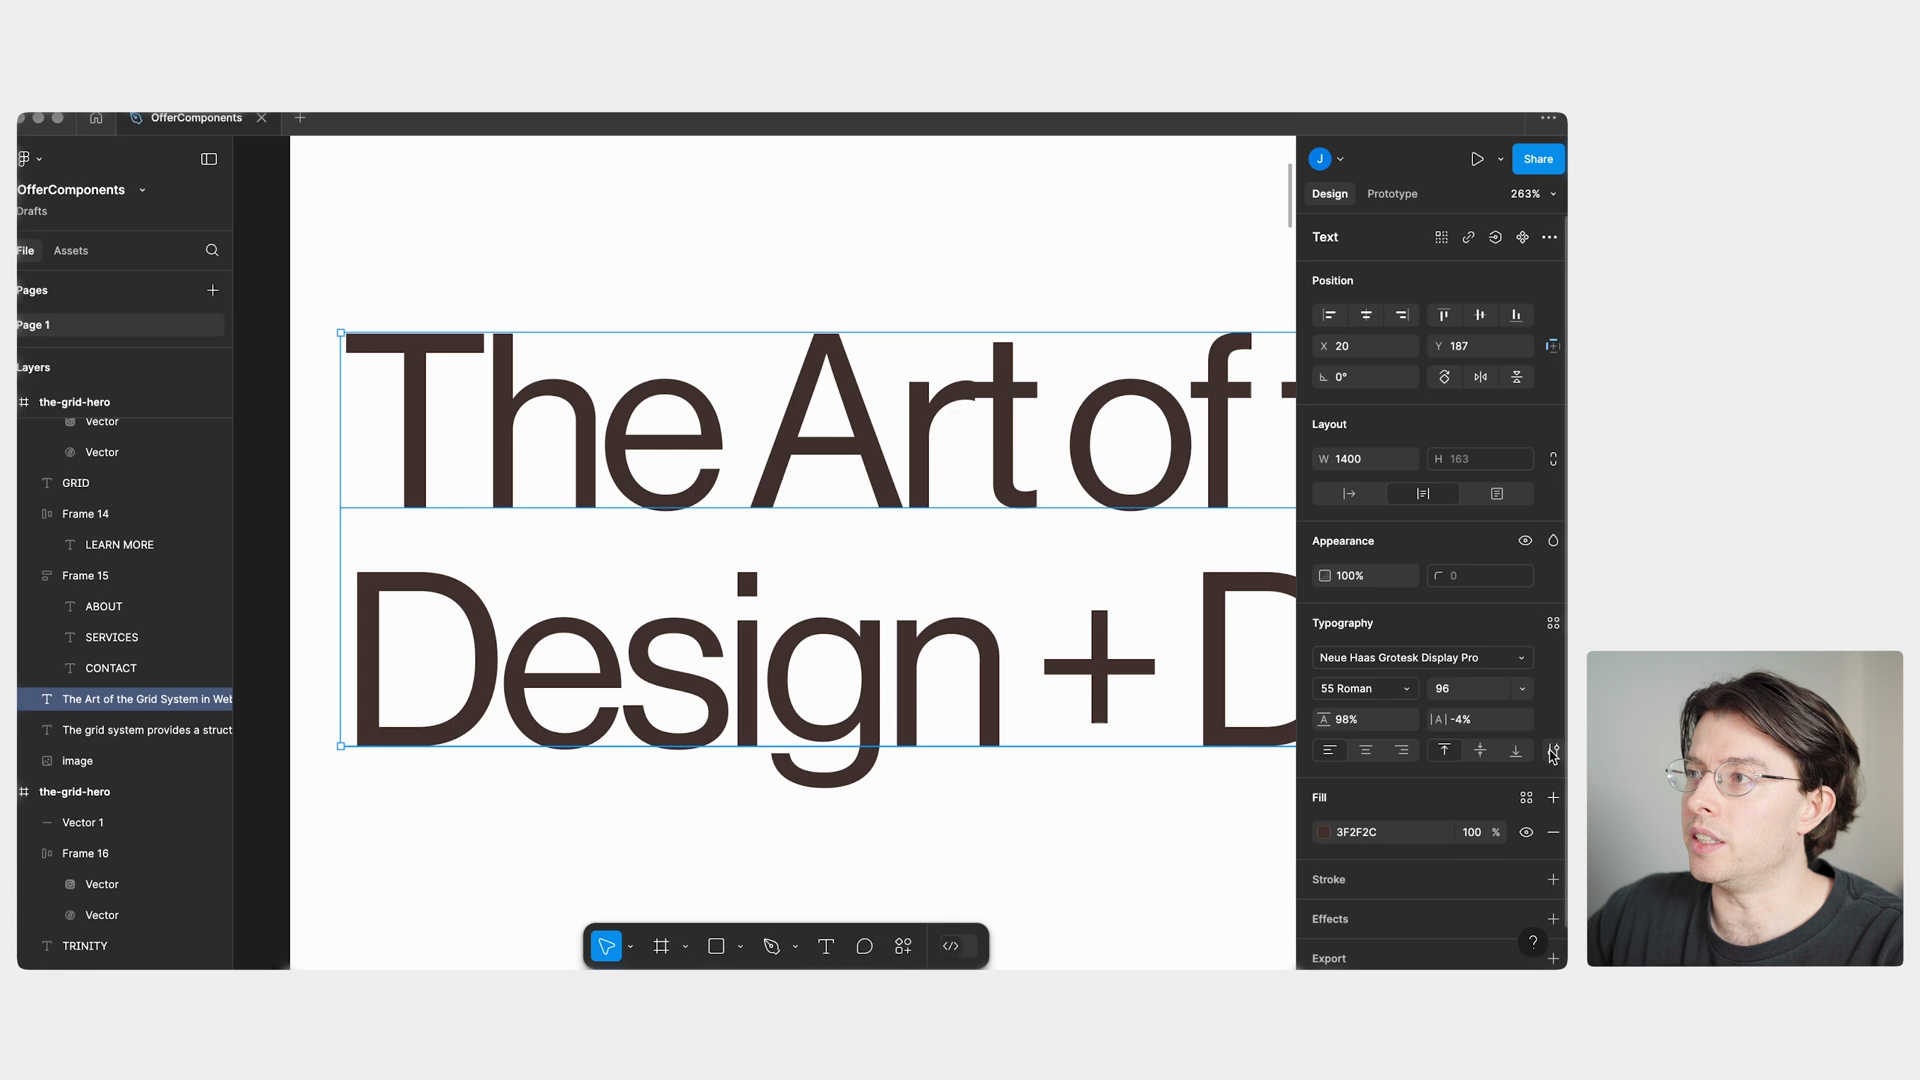 OfferComponents
OfferComponents
Drafts
File
Assets
Pages
Page 1
Layers
the-grid-hero
Vector
Vector
GRID
Frame 14
LEARN MORE
Frame 15
ABOUT
SERVICES
CONTACT
The Art of the Grid System in Web
The grid system provides a struct
image
the-grid-hero
Vector 1
Frame 16
Vector
Vector
TRINITY
The Art of
Design + D
J
Share
Design
Prototype
263%
Text
Position
X 20
Y 187
0°
Layout
W 1400
H 163
Appearance
100%
0
Typography
Neue Haas Grotesk Display Pro
55 Roman
96
98%
-4%
Fill
3F2F2C
100 %
Stroke
Effects
Export
?